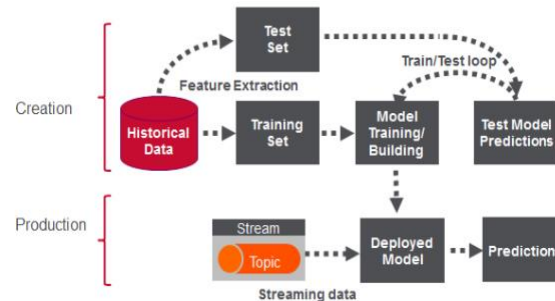 Test
Set
Train/Test loop
Feature Extraction
Creation
Historical
Data
Training
Set
Model
Training/
Building
Test Model
Predictions
Production
Stream
Topic
Deployed
Model
Prediction
Streaming data